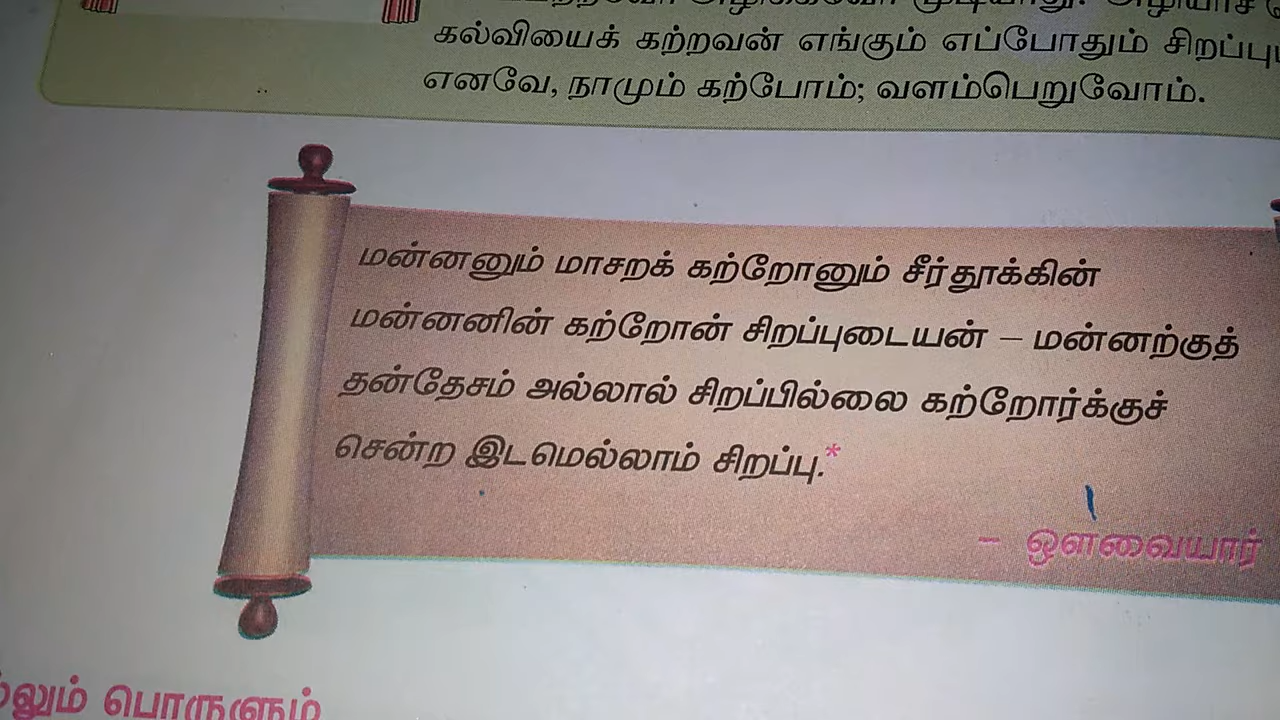 கல்வியைக் கற்றவன் எங்கும் எப்போதும்
எனவே, நாமும் கற்போம்; வளம்பெறுவோம்.
மன்னனும் மாசறக் கற்றோனும் சீர்தூக்கின்
மன்னனின் கற்றோன் சிறப்புடையன் – மன்னற்குத்
தன்தேசம் அல்லால் சிறப்பில்லை கற்றோர்க்குச்
சென்ற இடமெல்லாம் சிறப்பு.*
– ஔவையார்
பொருளும்